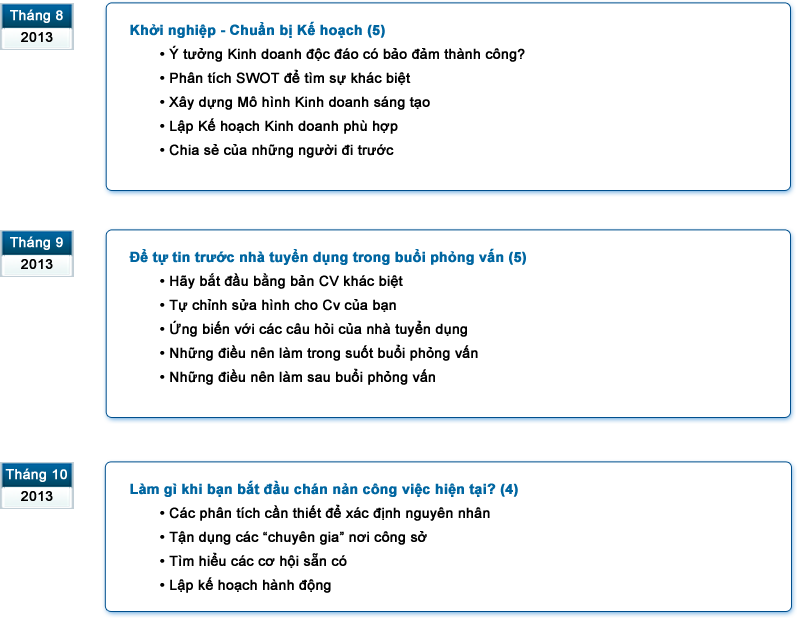 Tháng 8
2013
Khởi nghiệp - Chuẩn bị Kế hoạch (5)
• Ý tưởng Kinh doanh độc đáo có bảo đảm thành công?
• Phân tích SWOT để tìm sự khác biệt
• Xây dựng Mô hình Kinh doanh sáng tạo
• Lập Kế hoạch Kinh doanh phù hợp
• Chia sẻ của những người đi trước
Tháng 9
2013
Để tự tin trước nhà tuyển dụng trong buổi phỏng vấn (5)
• Hãy bắt đầu bằng bản CV khác biệt
• Tự chỉnh sửa hình cho Cv của bạn
• Ứng biến với các câu hỏi của nhà tuyển dụng
• Những điều nên làm trong suốt buổi phỏng vấn
• Những điều nên làm sau buổi phỏng vấn
Tháng 10
2013
Làm gì khi bạn bắt đầu chán nản công việc hiện tại? (4)
• Các phân tích cần thiết để xác định nguyên nhân
• Tận dụng các “chuyên gia” nơi công sở
• Tìm hiểu các cơ hội sẵn có
• Lập kế hoạch hành động